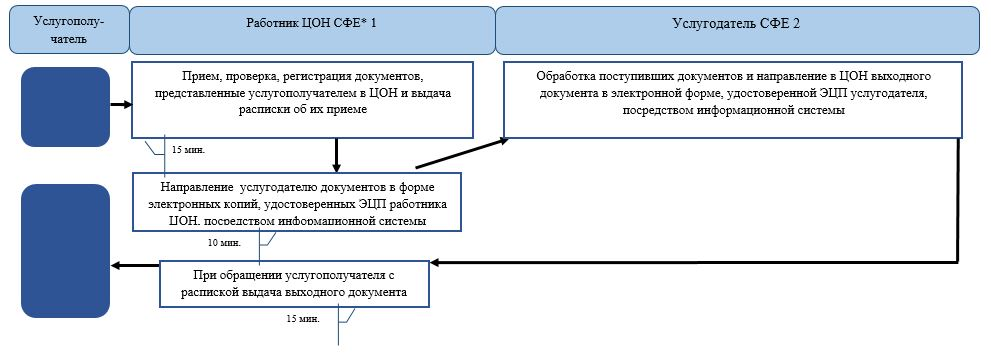 Услугополу-
чатель
Работник ЦОН СФЕ* 1
Услугодатель СФЕ 2
Прием, проверка, регистрация документов,
представленные услугополучателем в ЦОН и выдача
расписки об их приеме
Обработка поступивших документов и направление в ЦОН выходного
документа в электронной форме, удостоверенной ЭЦП услугодателя,
посредством информационной системы
15 мин.
Направление услугодателю документов в форме
электронных копий, удостоверенных ЭЦП работника
ЦОН, посредством информационной системы
10 мин.
При обращении услугополучателя с
распиской выдача выходного документа
15 мин.